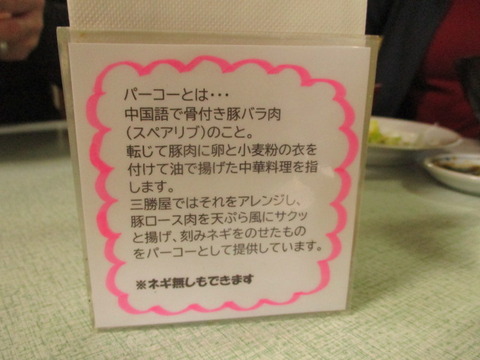 パーコーとは・・・
中国語で骨付き豚バラ肉
(スペアリブ)のこと。
転じて豚肉に卵と小麦粉の衣を
付けて油で揚げた中華料理を指
します。
三勝屋ではそれをアレンジし、
豚ロース肉を天ぷら風にサクッ
と揚げ、刻みネギをのせたもの
をパーコーとして提供しています。
※ネギ無しもできます